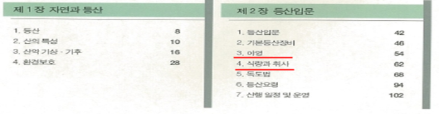 제 1 장 자연과 등산
1. 등산 8
2. 산의 특성 10
3. 산악 기상 · 기후 16
4. 환경보호 28
제 2 장 등산입문
1. 등산입문 42
2. 기본등산장비 46
3. 야영 54
4. 식량과 취사 62
5. 독도법 68
6. 등산요령 94
7. 산행 일정 및 운영 102